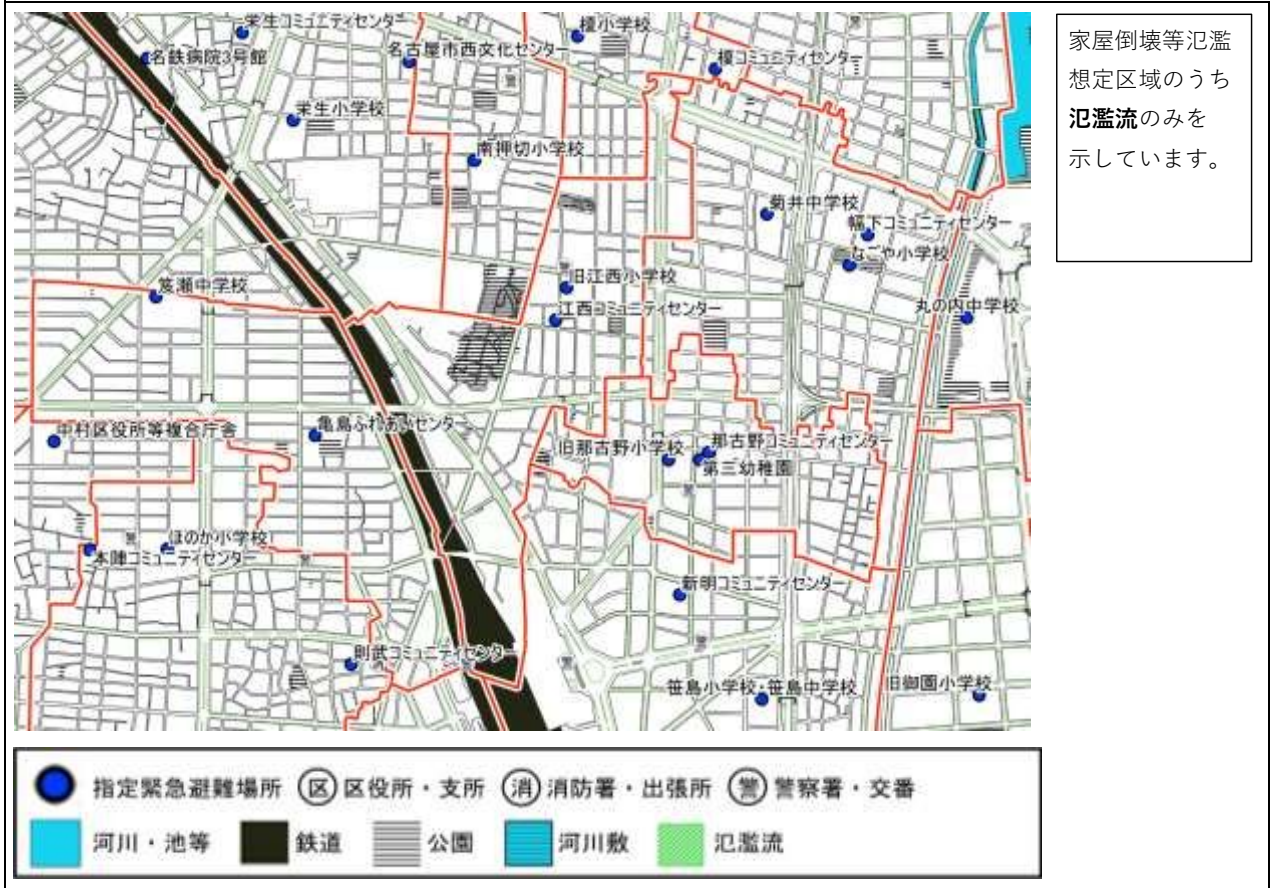 栄生コミュニティセンター
榎小学校
名鉄病院3号館
名古屋市西文化センター
榎コミュニティセンター
栄生小学校
南押切小学校
菊井中学校
幅下コミュニティセンター
なごや小学校
旧江西小学校
笈瀬中学校
江西コミュニティセンター
丸の内中学校
中村区役所等複合庁舎
亀島ふれあいセンター
旧那古野小学校
那古野コミュニティセンター
第三幼稚園
ほのか小学校
本陣コミュニティセンター
新明コミュニティセンター
則武コミュニティセンター
笹島小学校・笹島中学校
旧御園小学校
家屋倒壊等氾濫
想定区域のうち
氾濫流のみを
示しています。
指定緊急避難場所 区 区役所・支所 消 消防署・出張所 警 警察署・交番
河川・池等 鉄道 公園 河川敷 氾濫流